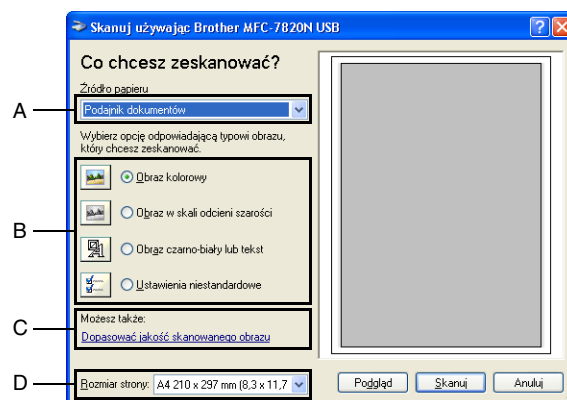 Skanuj używając Brother MFC-7820N USB
Co chcesz zeskanować?
Źródło papieru
A
Podajnik dokumentów
Wybierz opcję odpowiadającą typowi obrazu,
który chcesz zeskanować.
B
Obraz kolorowy
Obraz w skali odcieni szarości
Obraz czarno-biały lub tekst
Ustawienia niestandardowe
C
Możesz także:
Dopasować jakość skanowanego obrazu
D
Rozmiar strony: A4 210 x 297 mm (8,3 x 11,7
Podgląd Skanuj Anuluj